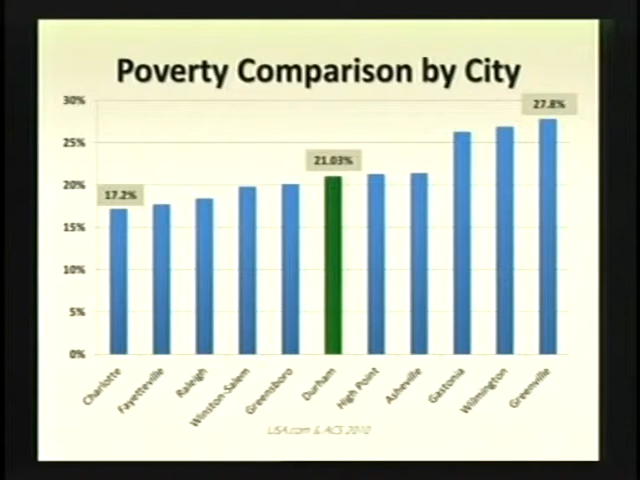 Poverty Comparison by City
30%
25%
20%
15%
10%
5%
0%
17.2%
21.03%
27.8%
Charlotte
Fayetteville
Raleigh
Winston-Salem
Greensboro
Durham
High Point
Asheville
Gastonia
Wilmington
Greenville
USA.com & ACS 2010